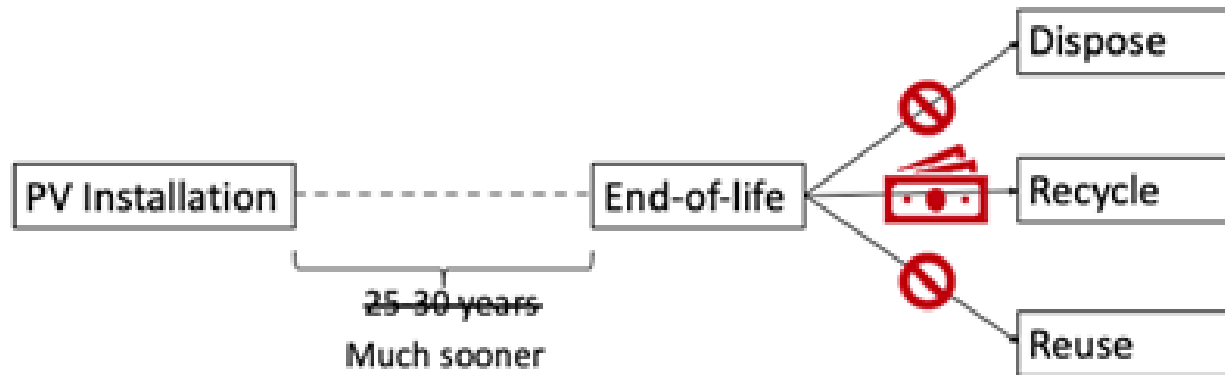 Dispose
PV Installation
End-of-life
Recycle
25-30 years
Much sooner
Reuse